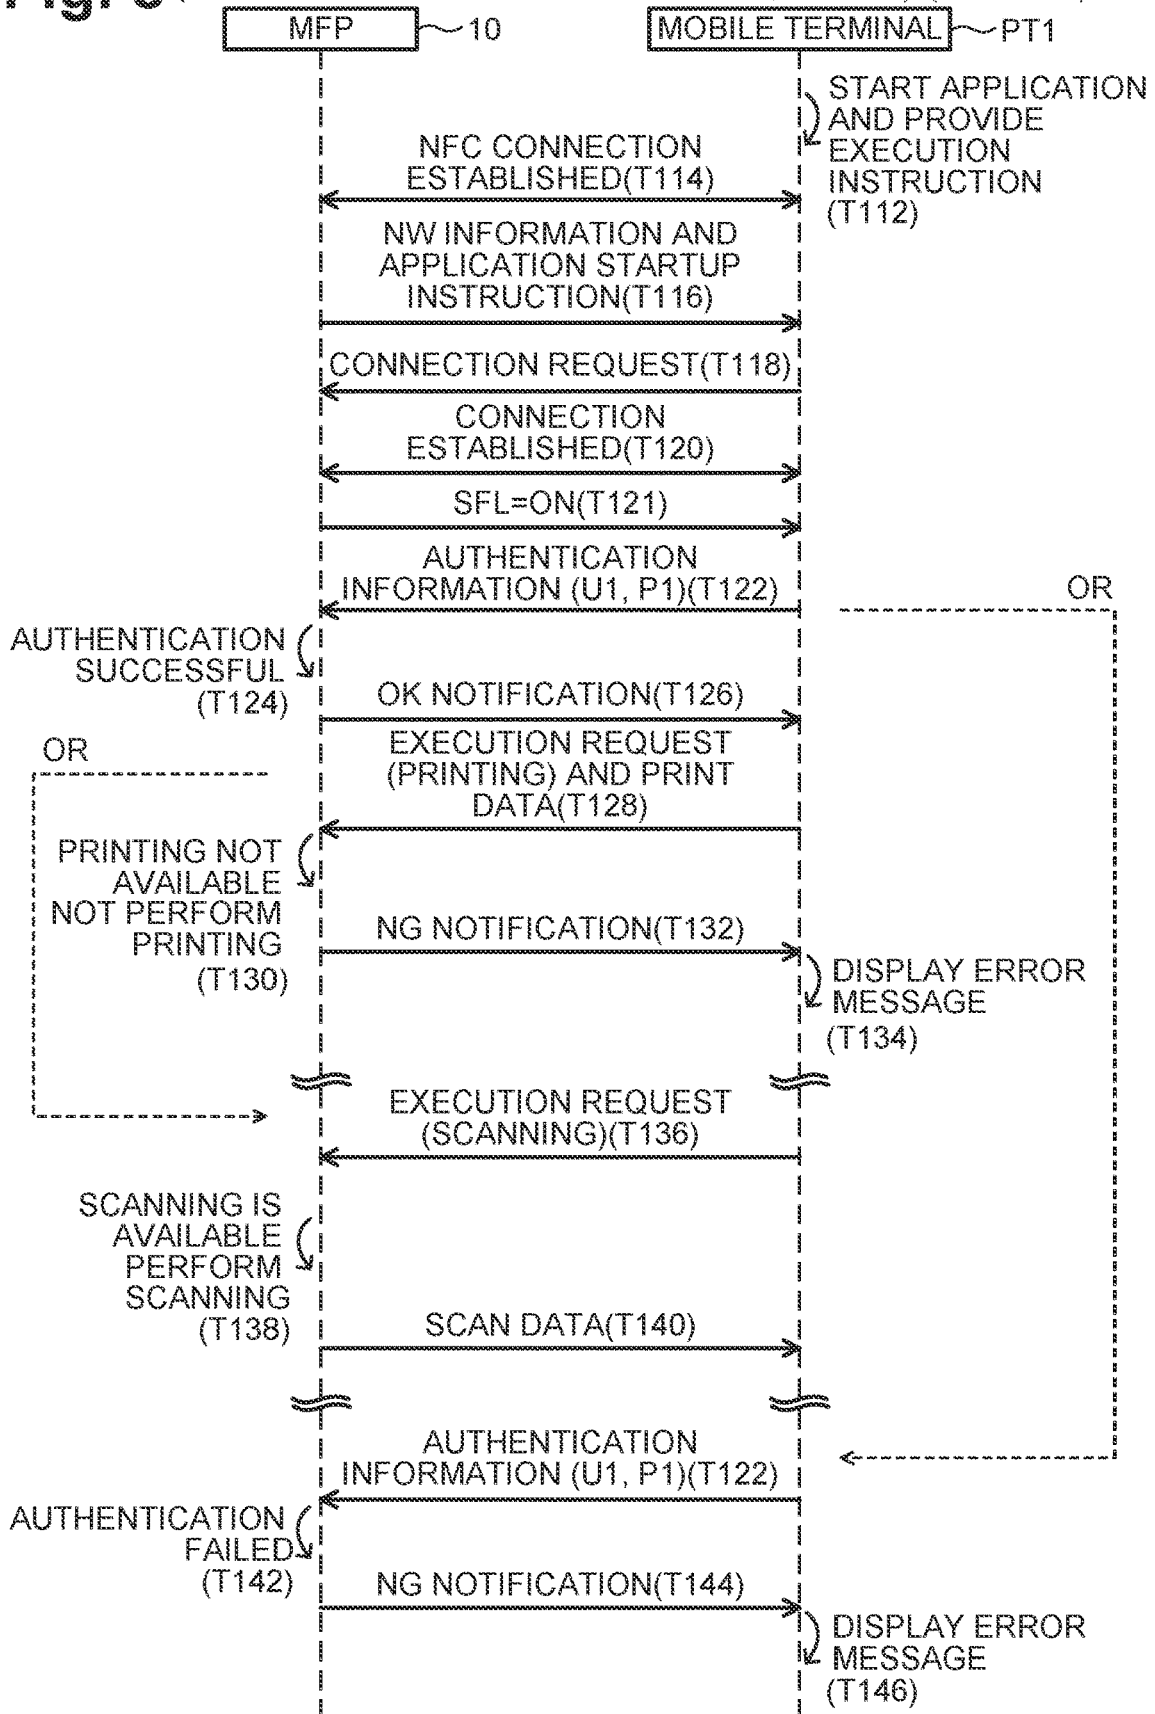 MFP 10
MOBILE TERMINAL PT1
START APPLICATION
AND PROVIDE
EXECUTION
INSTRUCTION
(T112)
NFC CONNECTION
ESTABLISHED(T114)
NW INFORMATION AND
APPLICATION STARTUP
INSTRUCTION(T116)
CONNECTION REQUEST(T118)
CONNECTION
ESTABLISHED(T120)
SFL=ON(T121)
AUTHENTICATION
INFORMATION (U1, P1)(T122)
OR
AUTHENTICATION
SUCCESSFUL
(T124)
OK NOTIFICATION(T126)
OR
EXECUTION REQUEST
(PRINTING) AND PRINT
DATA(T128)
PRINTING NOT
AVAILABLE
NOT PERFORM
PRINTING
(T130)
NG NOTIFICATION(T132)
DISPLAY ERROR
MESSAGE
(T134)
EXECUTION REQUEST
(SCANNING)(T136)
SCANNING IS
AVAILABLE
PERFORM
SCANNING
(T138)
SCAN DATA(T140)
AUTHENTICATION
INFORMATION (U1, P1)(T122)
AUTHENTICATION
FAILED
(T142)
NG NOTIFICATION(T144)
DISPLAY ERROR
MESSAGE
(T146)